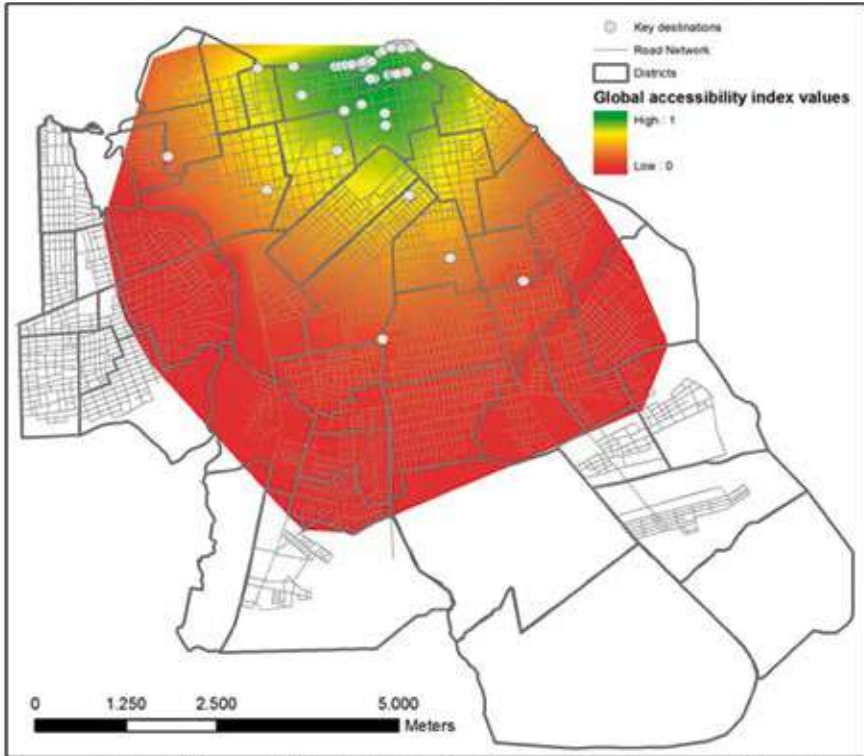 Key destinations
Road Network
Districts
Global accessibility index values
High : 1
Low : 0
0 1.250 2.500 5.000
Meters